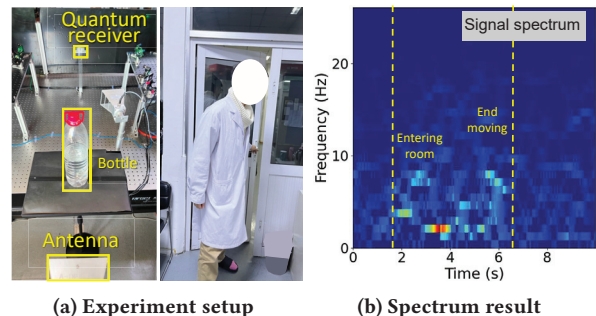 Quantum
receiver
Bottle
Antenna
(a) Experiment setup
Signal spectrum
Frequency (Hz)
20
10
0
Entering
room
End
moving
0
2
4
6
8
Time (s)
(b) Spectrum result